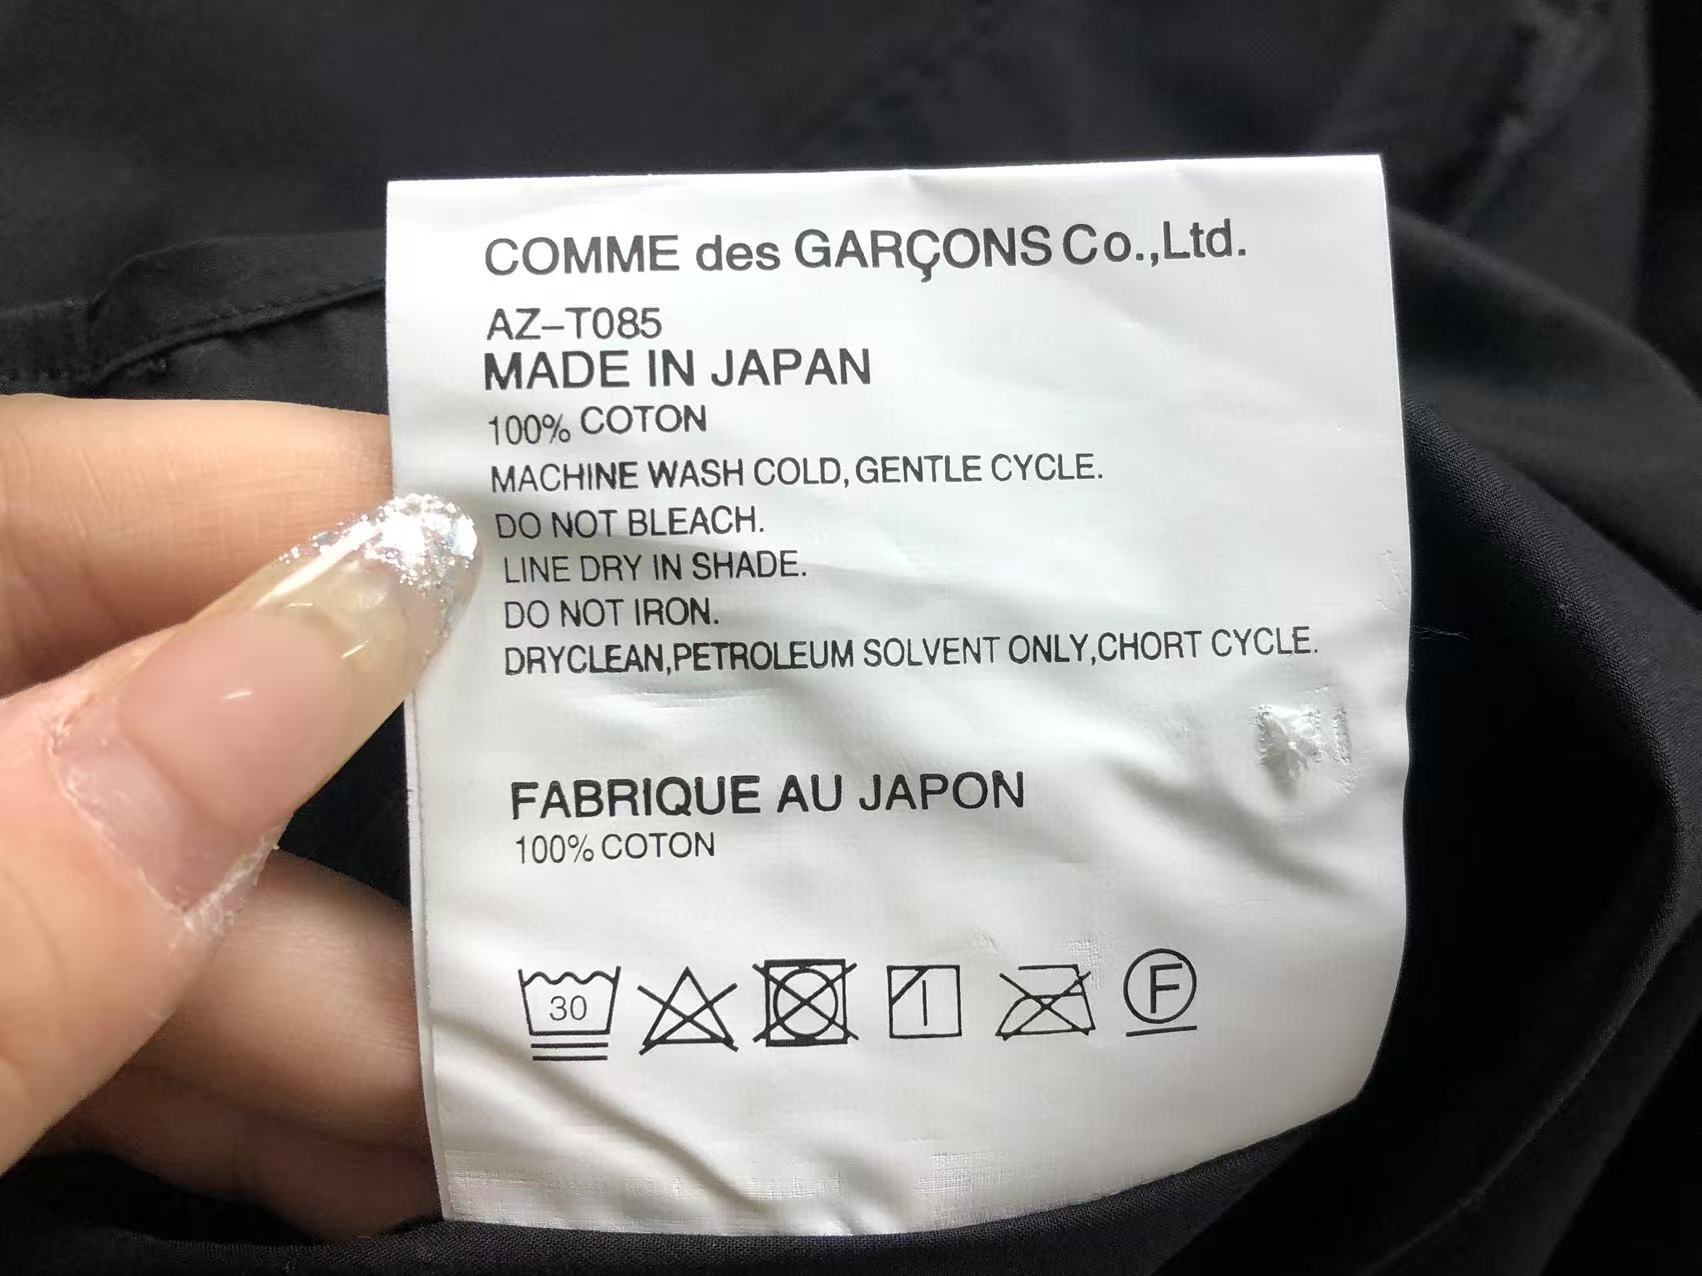 COMME des GARÇONS Co.,Ltd.
AZ-T085
MADE IN JAPAN
100% COTON
MACHINE WASH COLD, GENTLE CYCLE.
DO NOT BLEACH.
LINE DRY IN SHADE.
DO NOT IRON.
DRYCLEAN,PETROLEUM SOLVENT ONLY,CHORT CYCLE.
FABRIQUE AU JAPON
100% COTON
30 F